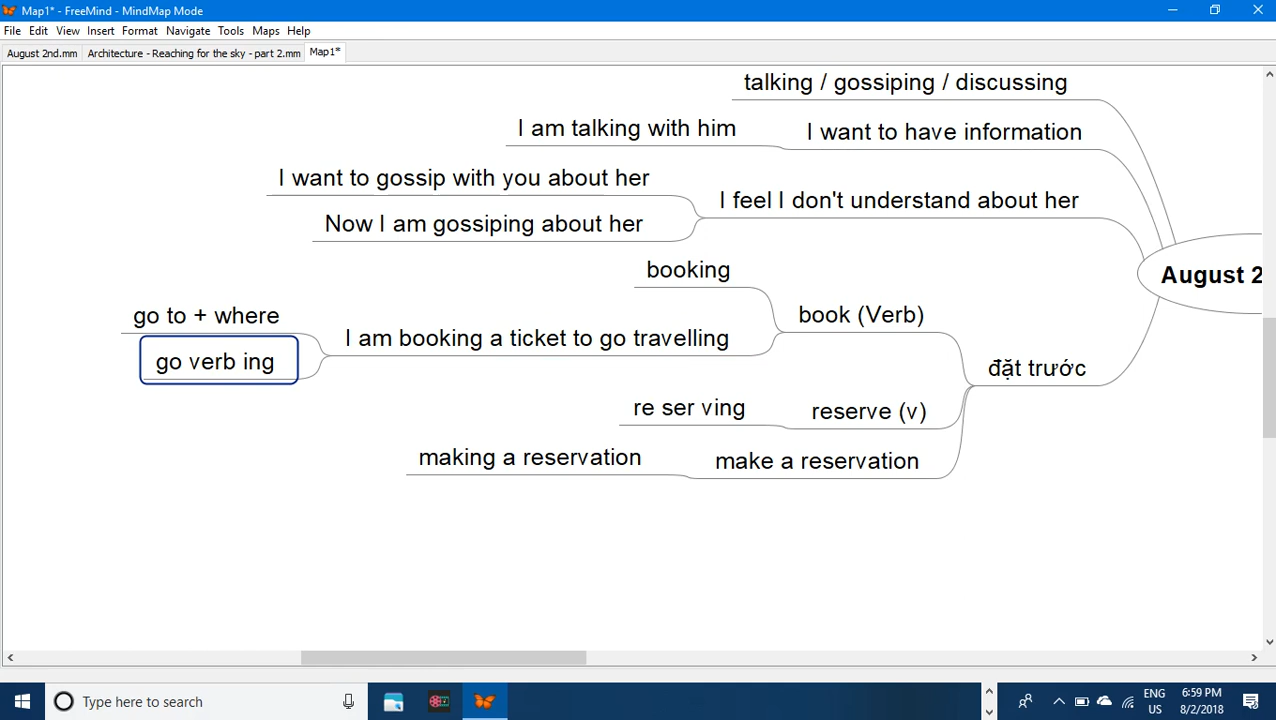 Map1* - FreeMind - MindMap Mode
File Edit View Insert Format Navigate Tools Maps Help
August 2nd.mm Architecture - Reaching for the sky - part 2.mm Map1*
talking / gossiping / discussing
I am talking with him I want to have information
I want to gossip with you about her
I feel I don't understand about her
Now I am gossiping about her
booking
August 2
go to + where
book (Verb)
I am booking a ticket to go travelling
go verb ing
đặt trước
re ser ving reserve (v)
making a reservation make a reservation
Type here to search
ENG 6:59 PM
US 8/2/2018